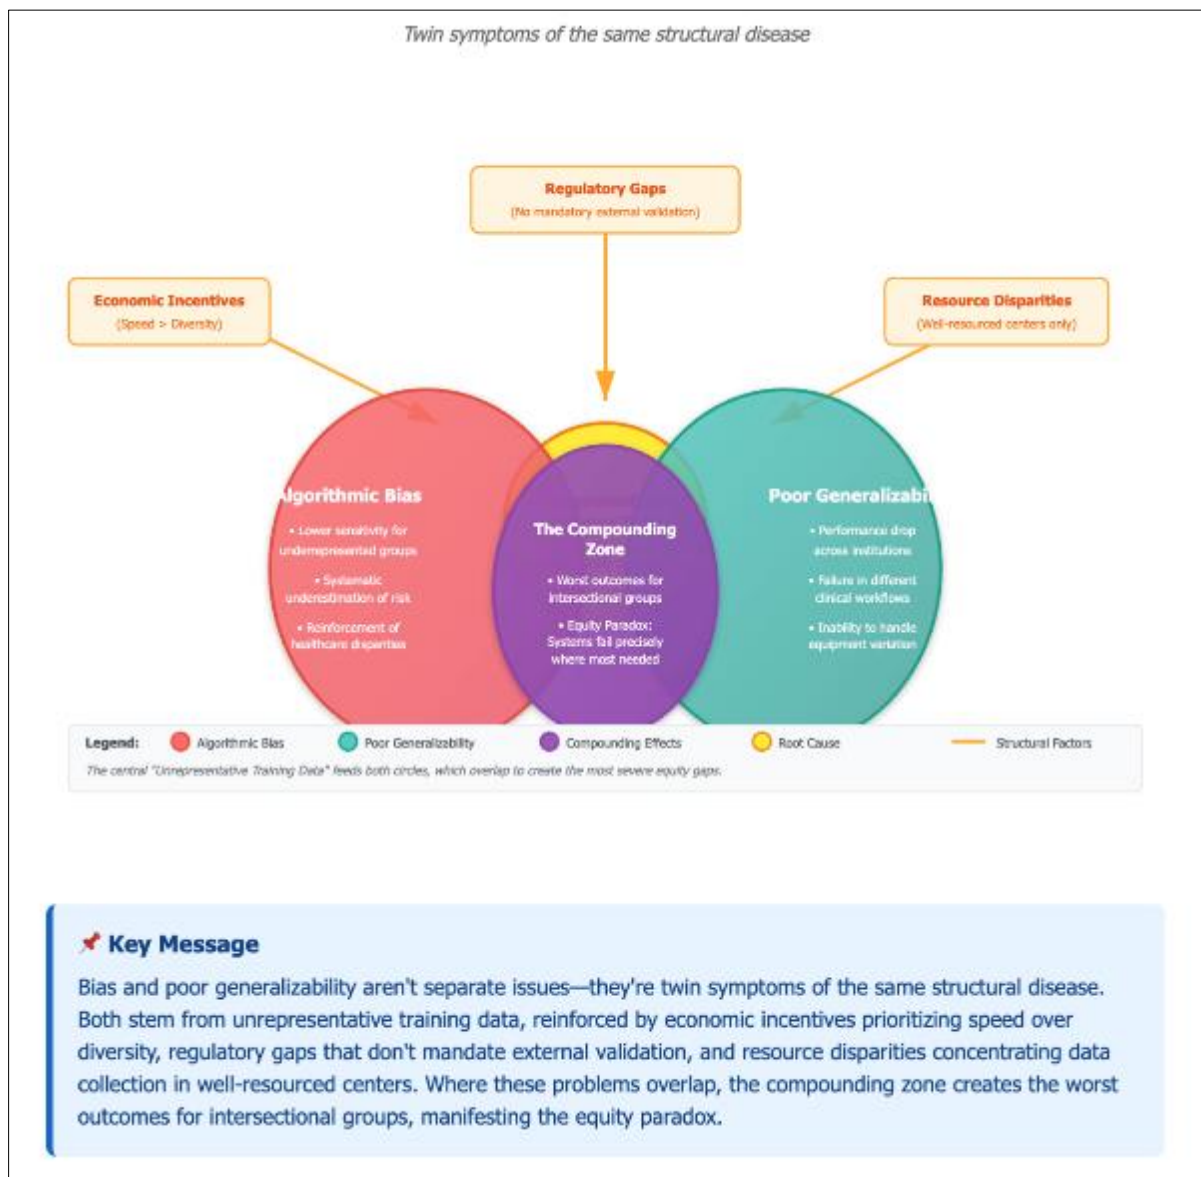 Twin symptoms of the same structural disease
Regulatory Gaps
(No mandatory external validation)
Economic Incentives
(Speed > Diversity)
Resource Disparities
(Well-resourced centers only)
Algorithmic Bias
• Lower sensitivity for
underrepresented groups
• Systematic
underestimation of risk
• Reinforcement of
healthcare disparities
The Compounding
Zone
• Worst outcomes for
intersectional groups
• Equity Paradox:
Systems fail precisely
where most needed
Poor Generalizabil
• Performance drop
across institutions
• Failure in different
clinical workflows
• Inability to handle
equipment variation
Legend: Algorithmic Bias Poor Generalizability Compounding Effects Root Cause Structural Factors
The central "Unrepresentative Training Data" feeds both circles, which overlap to create the most severe equity gaps.
📌 Key Message
Bias and poor generalizability aren't separate issues—they're twin symptoms of the same structural disease.
Both stem from unrepresentative training data, reinforced by economic incentives prioritizing speed over
diversity, regulatory gaps that don't mandate external validation, and resource disparities concentrating data
collection in well-resourced centers. Where these problems overlap, the compounding zone creates the worst
outcomes for intersectional groups, manifesting the equity paradox.